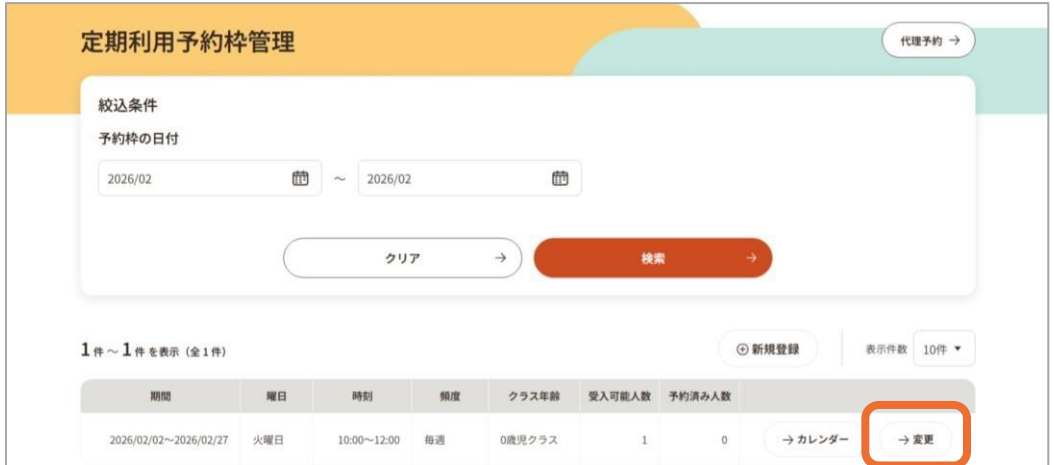 定期利用予約枠管理
代理予約 →
絞込条件
予約枠の日付
2026/02 ～ 2026/02
クリア →
検索 →
1件～1件を表示（全1件）
新規登録
表示件数 10件
期間 曜日 時刻 頻度 クラス年齢 受入可能人数 予約済み人数
2026/02/02～2026/02/27 火曜日 10:00～12:00 毎週 0歳児クラス 1 0 →カレンダー →変更